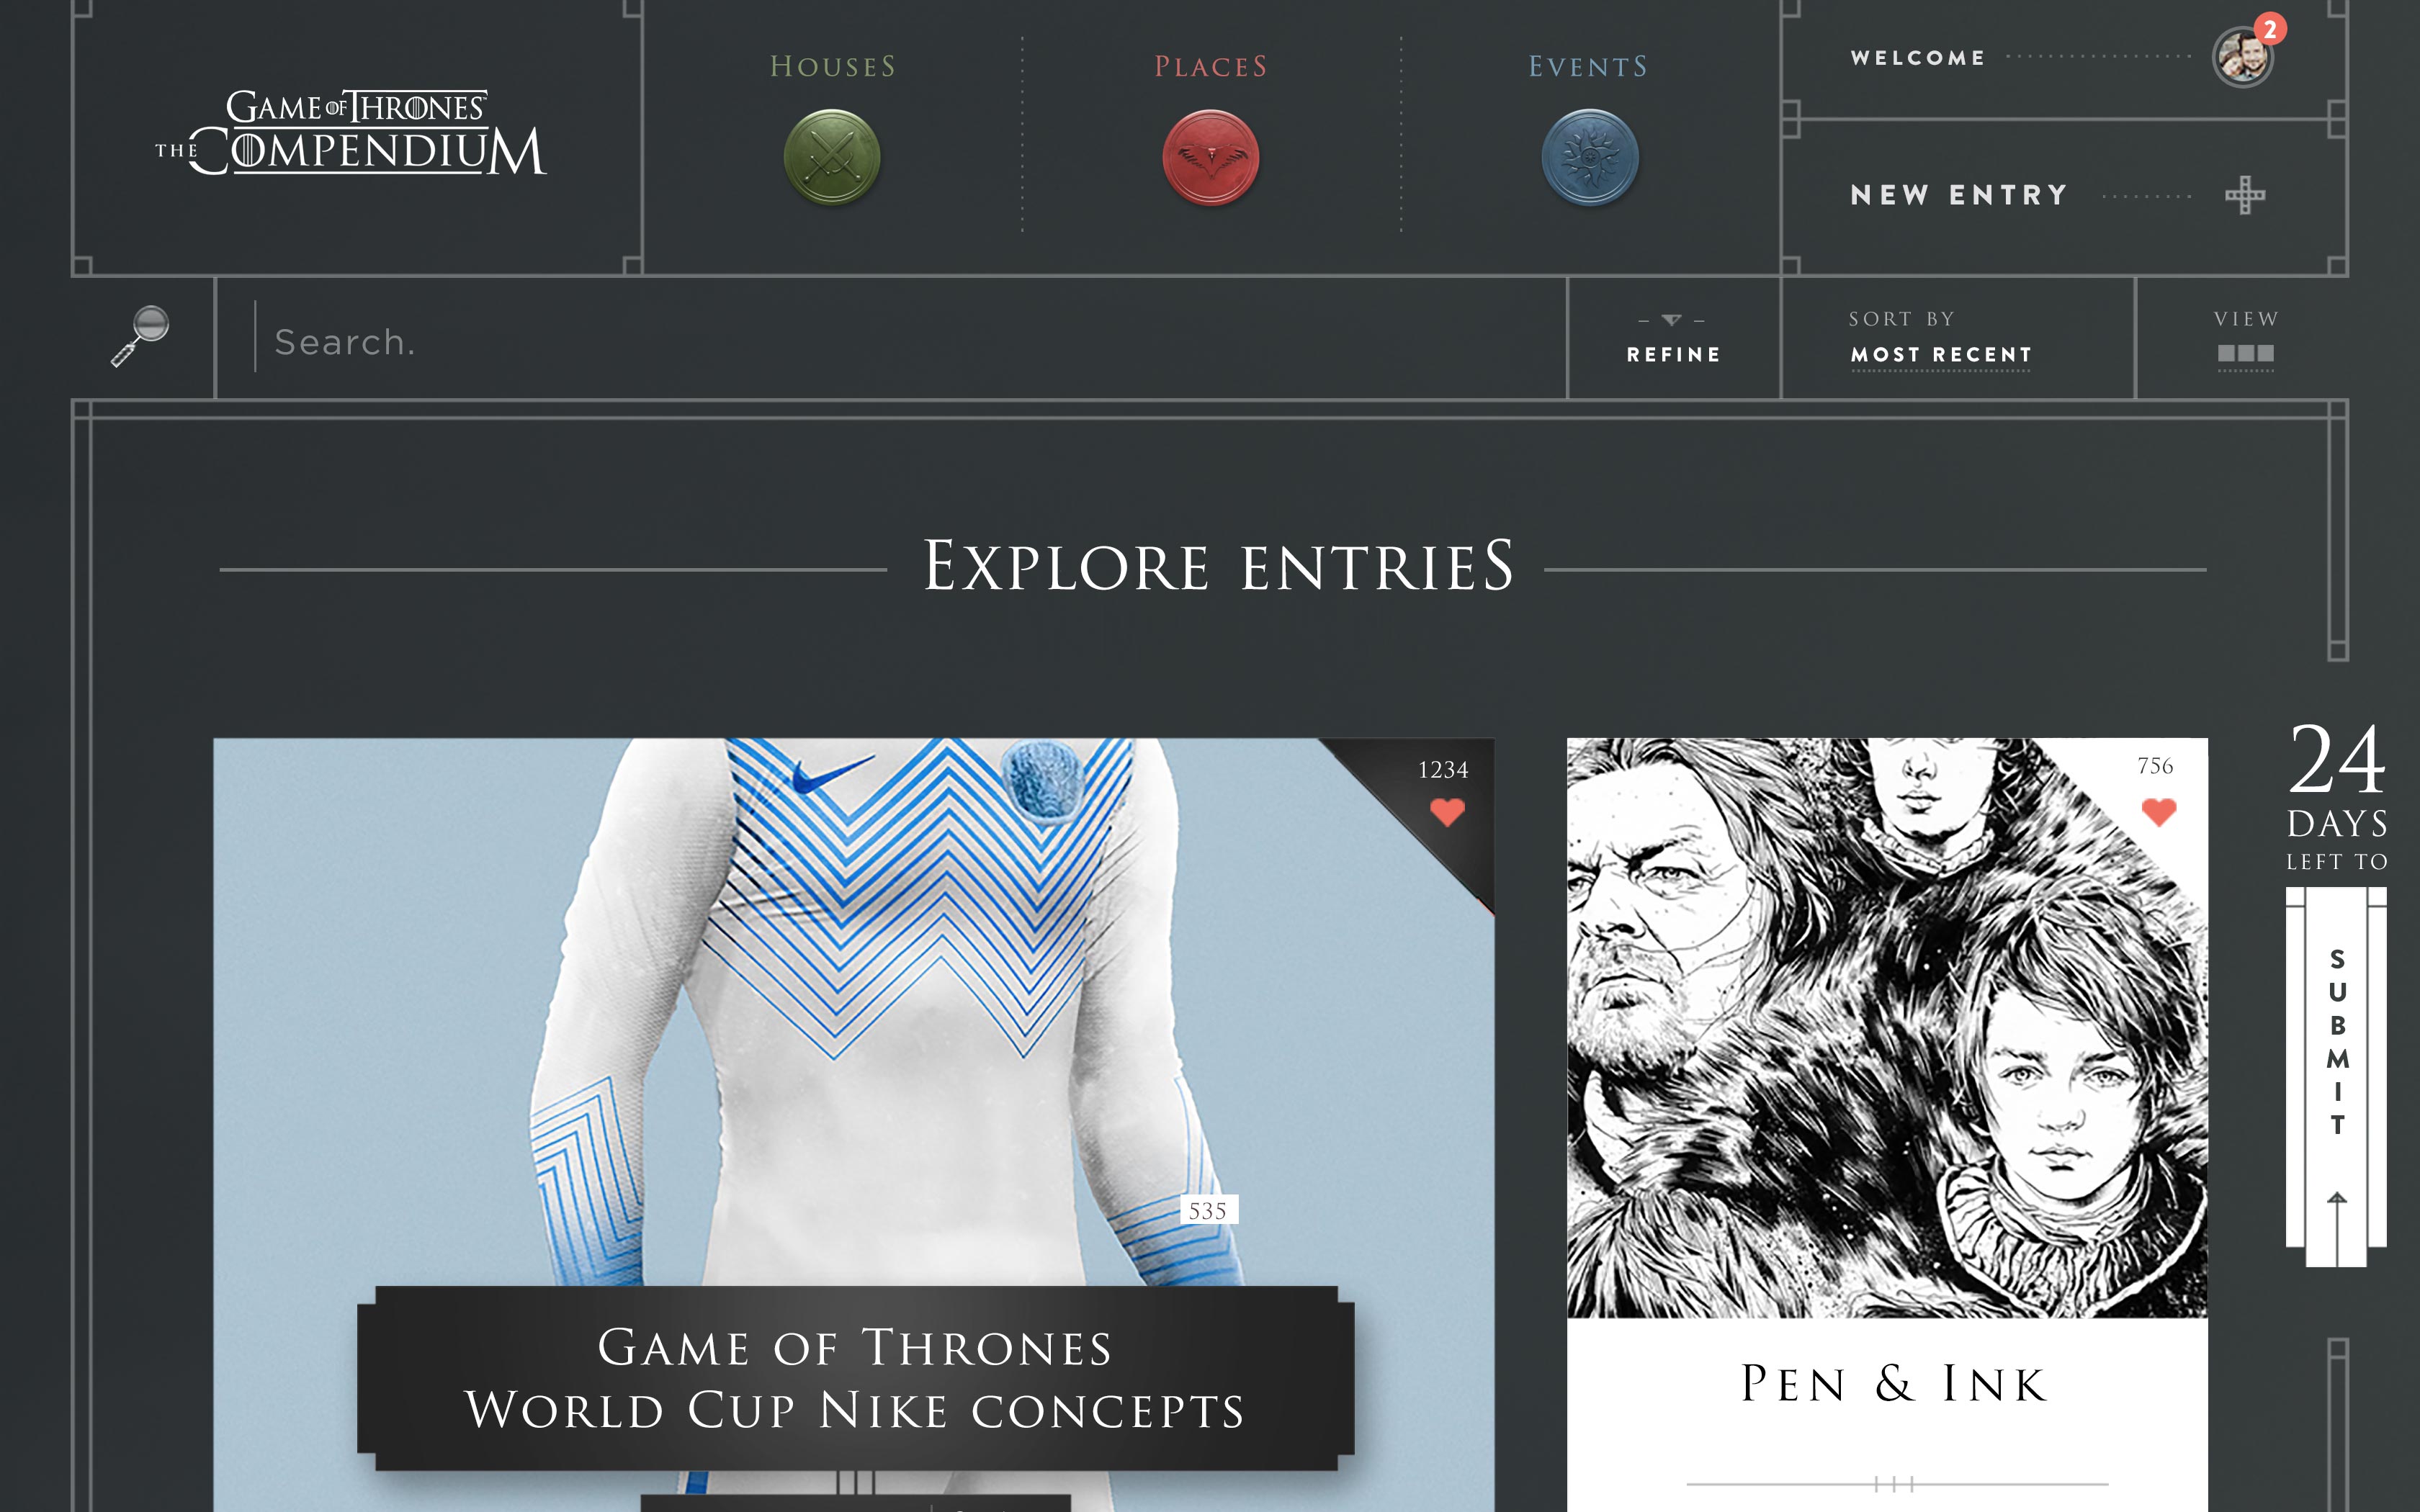 GAME OF THRONES
THE COMPENDIUM
HOUSES
PLACES
EVENTS
WELCOME
2
NEW ENTRY
Search.
REFINE
SORT BY
MOST RECENT
VIEW
EXPLORE ENTRIES
1234
535
GAME OF THRONES
WORLD CUP NIKE CONCEPTS
756
PEN & INK
24
DAYS
LEFT TO
SUBMIT